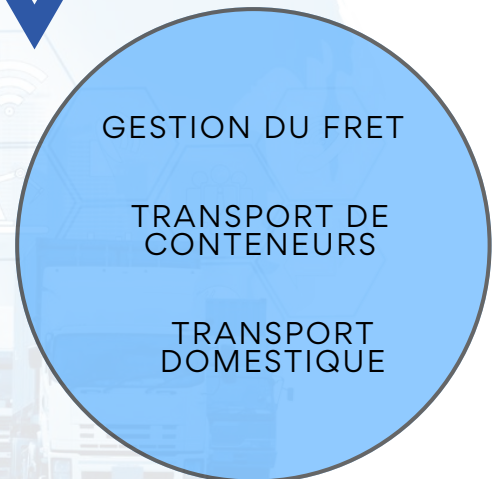 GESTION DU FRET
TRANSPORT DE
CONTENEURS
TRANSPORT
DOMESTIQUE